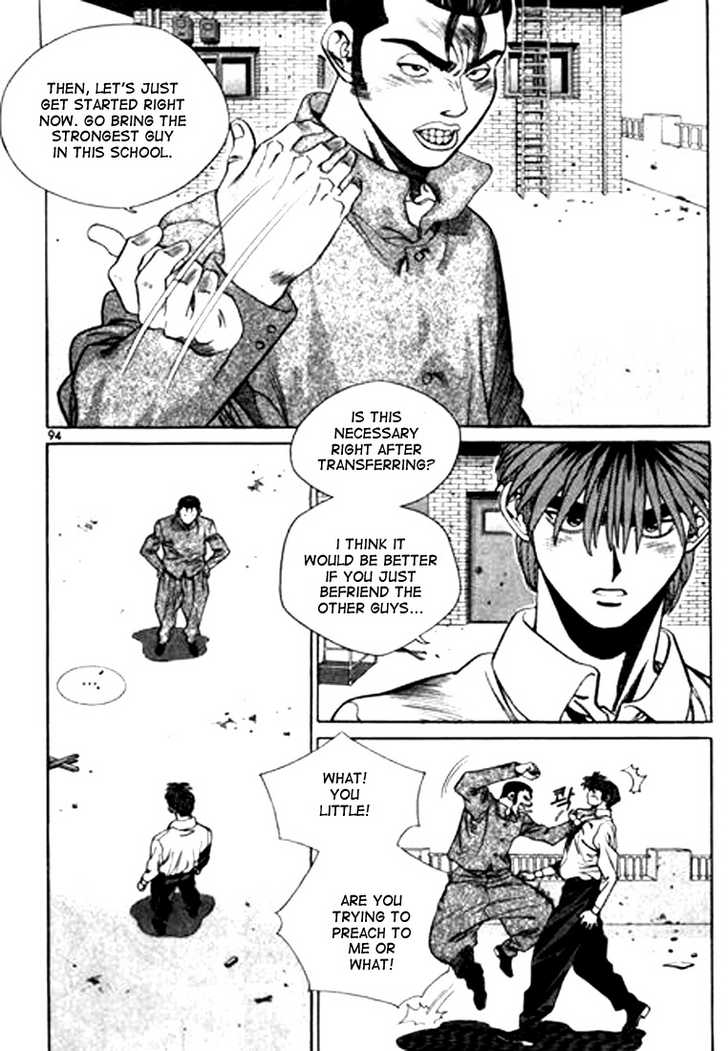 THEN, LET'S JUST
GET STARTED RIGHT
NOW. GO BRING THE
STRONGEST GUY
IN THIS SCHOOL.
94
IS THIS
NECESSARY
RIGHT AFTER
TRANSFERRING?
I THINK IT
WOULD BE BETTER
IF YOU JUST
BEFRIEND THE
OTHER GUYS...
...
WHAT!
YOU
LITTLE!
콱
ARE YOU
TRYING TO
PREACH TO
ME OR
WHAT!